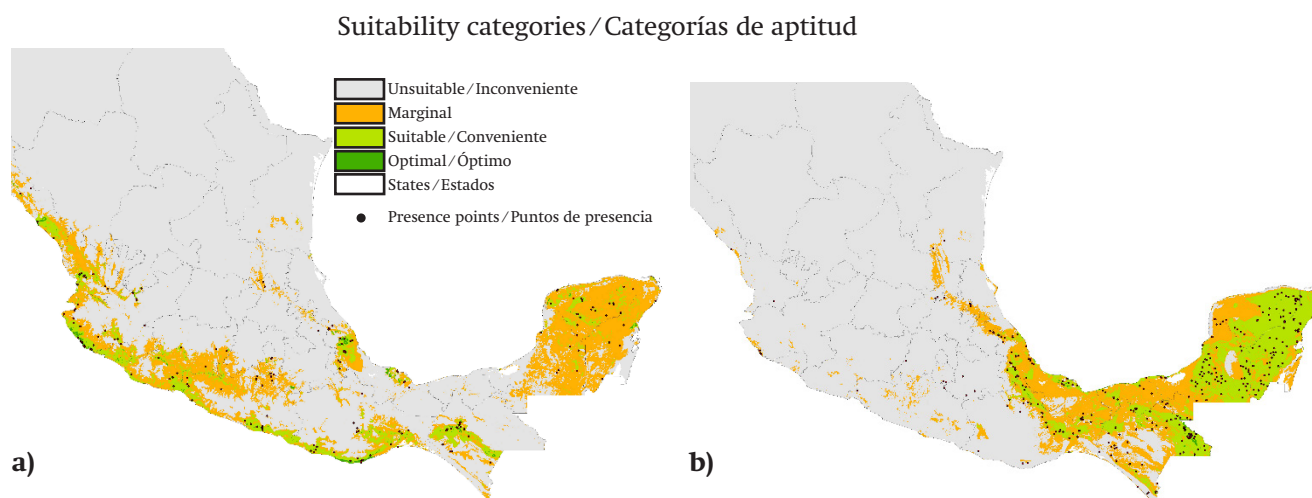 Suitability categories/Categorías de aptitud
Unsuitable/Inconveniente
Marginal
Suitable/Conveniente
Optimal/Óptimo
States/Estados
Presence points/Puntos de presencia
a)
b)